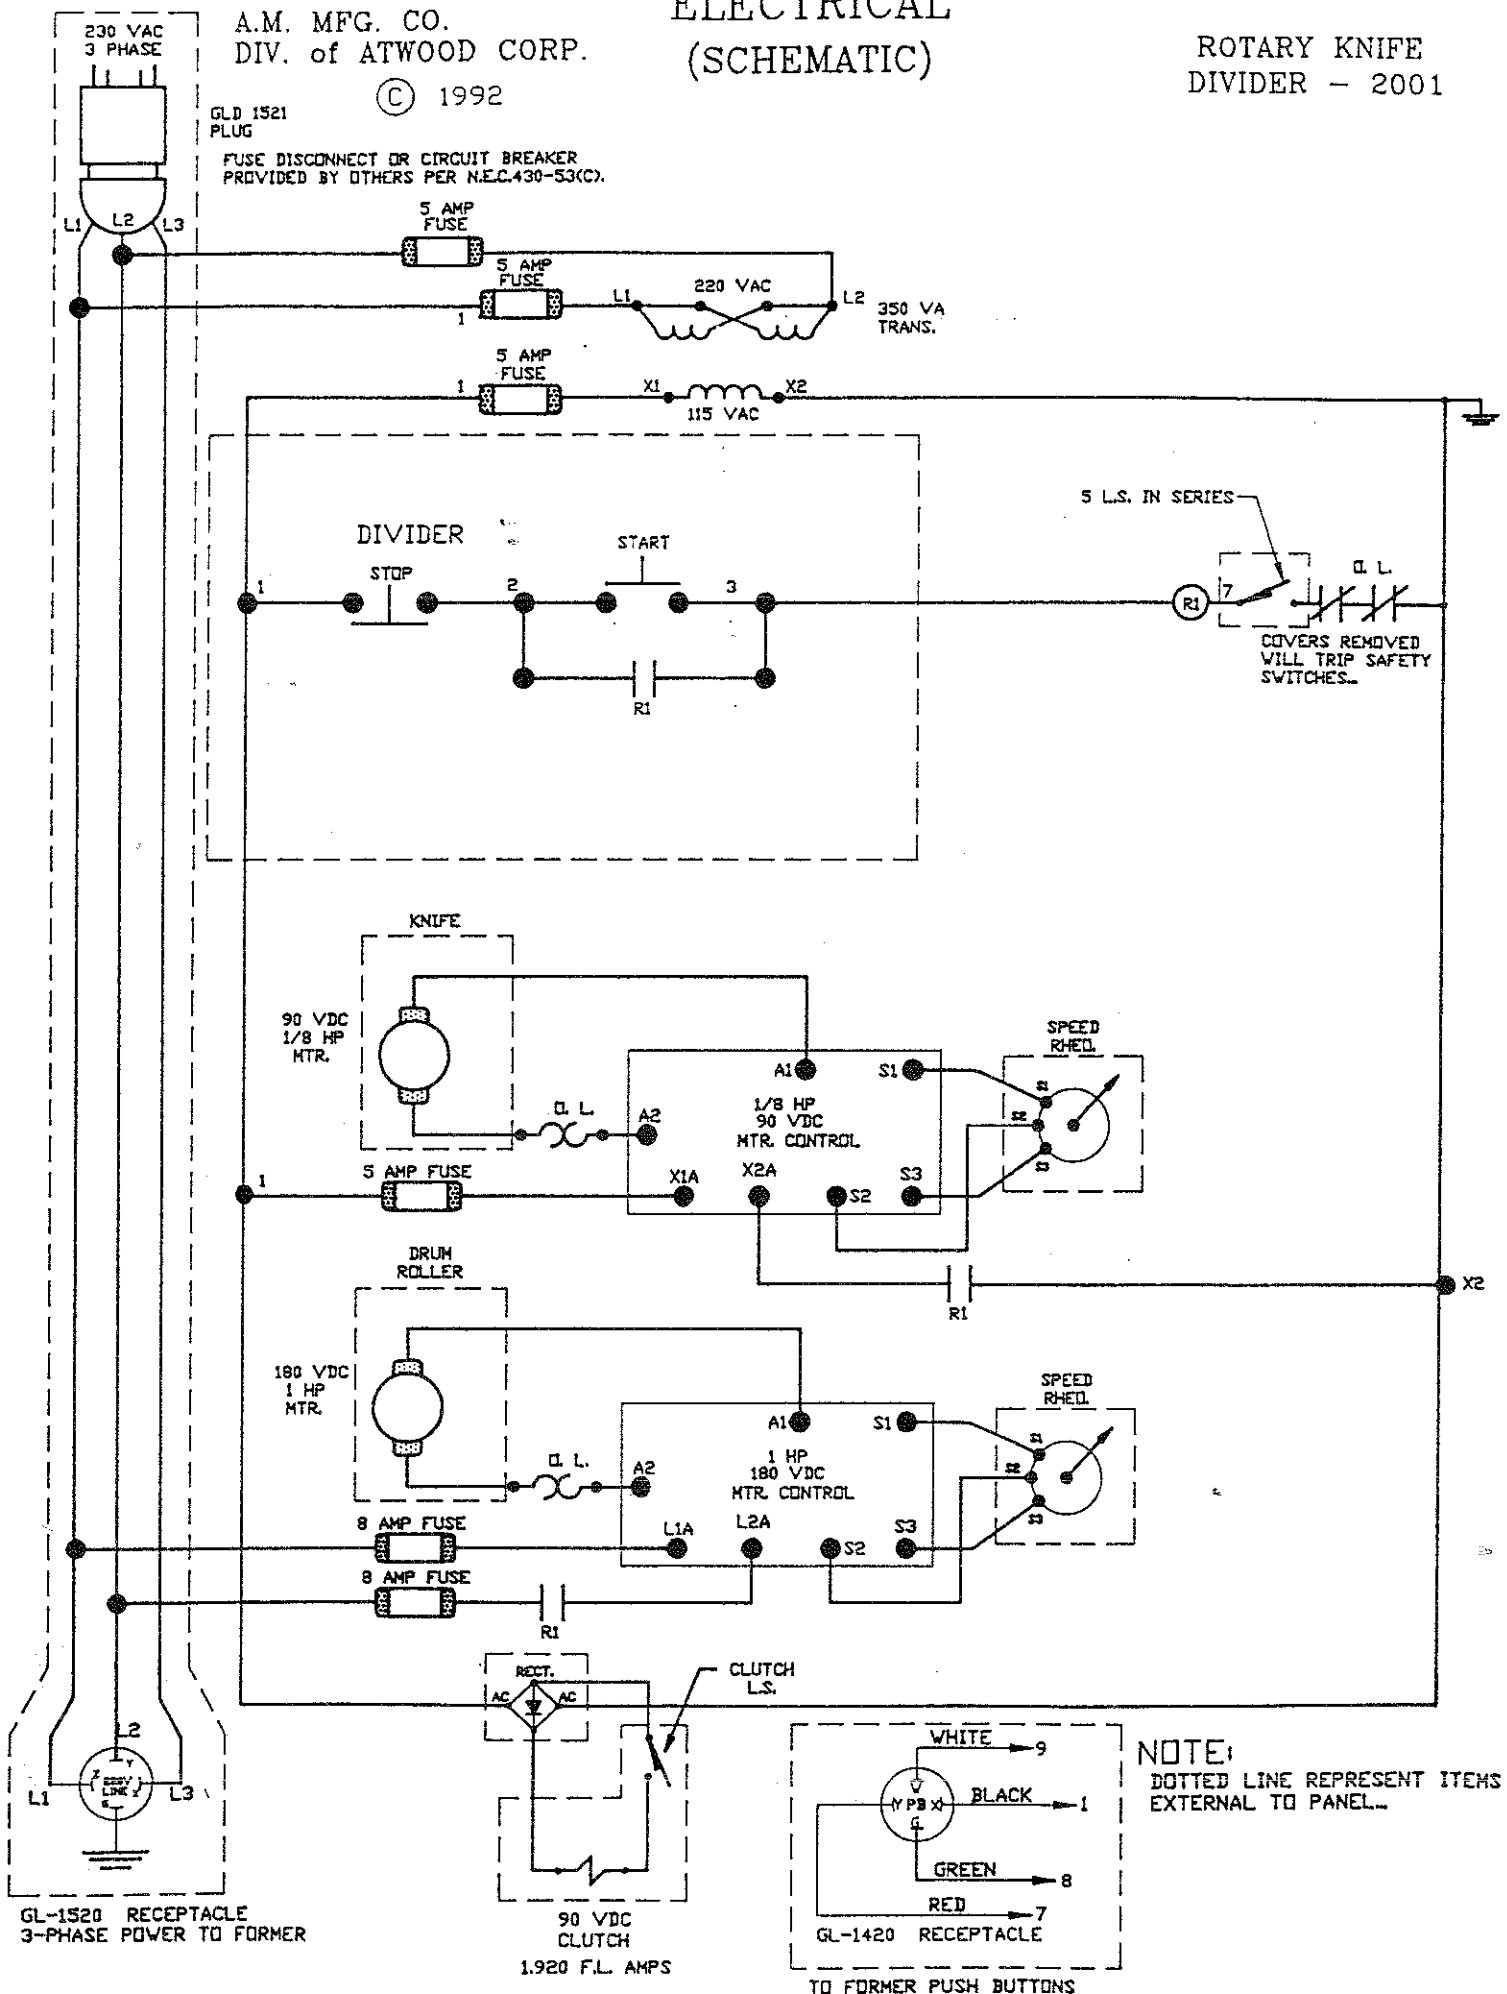 ELECTRICAL
(SCHEMATIC)
A.M. MFG. CO.
DIV. of ATWOOD CORP.
© 1992
ROTARY KNIFE
DIVIDER - 2001
230 VAC
3 PHASE
GLD 1521
PLUG
FUSE DISCONNECT OR CIRCUIT BREAKER
PROVIDED BY OTHERS PER N.E.C.430-53(C).
L1
L2
L3
5 AMP
FUSE
5 AMP
FUSE
1
L1
220 VAC
L2
350 VA
TRANS.
5 AMP
FUSE
1
X1
X2
115 VAC
5 L.S. IN SERIES
DIVIDER
STOP
START
1
2
3
R1
R1
7
O. L.
COVERS REMOVED
WILL TRIP SAFETY
SWITCHES...
KNIFE
90 VDC
1/8 HP
MTR.
O. L.
A2
A1
S1
1/8 HP
90 VDC
MTR. CONTROL
X1A
X2A
S2
S3
SPEED
RHEO.
S2
S2
S3
1
5 AMP FUSE
R1
X2
DRUM
ROLLER
180 VDC
1 HP
MTR.
O. L.
A2
A1
S1
1 HP
180 VDC
MTR. CONTROL
L1A
L2A
S2
S3
SPEED
RHEO.
S1
S2
S3
8 AMP FUSE
8 AMP FUSE
R1
RECT.
AC
AC
CLUTCH
L.S.
90 VDC
CLUTCH
1.920 F.L. AMPS
L2
L1
L3
Y
Z
LINE
X
G
GL-1520 RECEPTACLE
3-PHASE POWER TO FORMER
WHITE
9
W
Y PB X
G
BLACK
1
GREEN
8
RED
7
GL-1420 RECEPTACLE
TO FORMER PUSH BUTTONS
NOTE:
DOTTED LINE REPRESENT ITEMS
EXTERNAL TO PANEL...